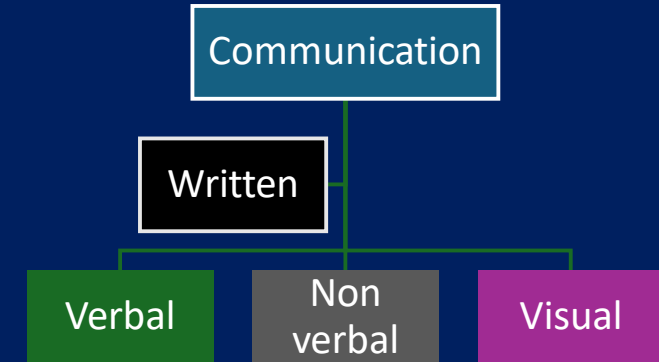 Communication
Written
Verbal
Non
verbal
Visual